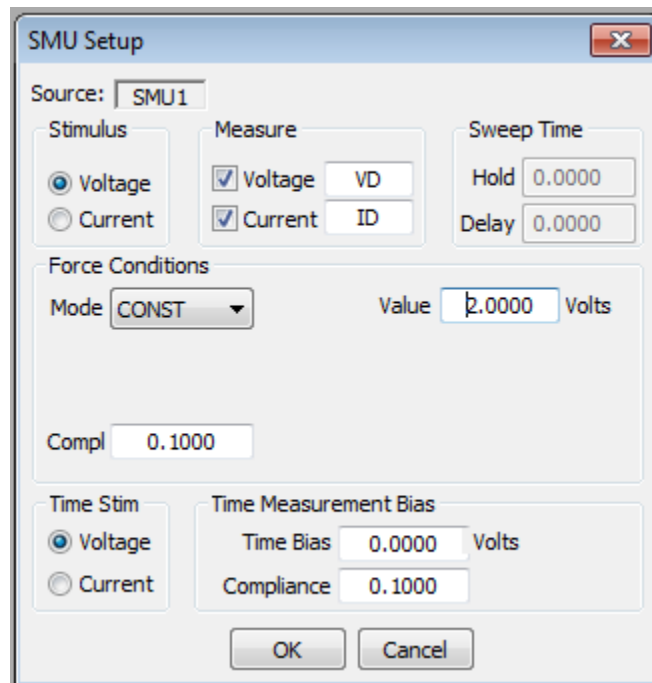 SMU Setup
Source: SMU1
Stimulus
Voltage
Current
Measure
Voltage VD
Current ID
Sweep Time
Hold 0.0000
Delay 0.0000
Force Conditions
Mode CONST Value 2.0000 Volts
Compl 0.1000
Time Stim
Voltage
Current
Time Measurement Bias
Time Bias 0.0000 Volts
Compliance 0.1000
OK Cancel